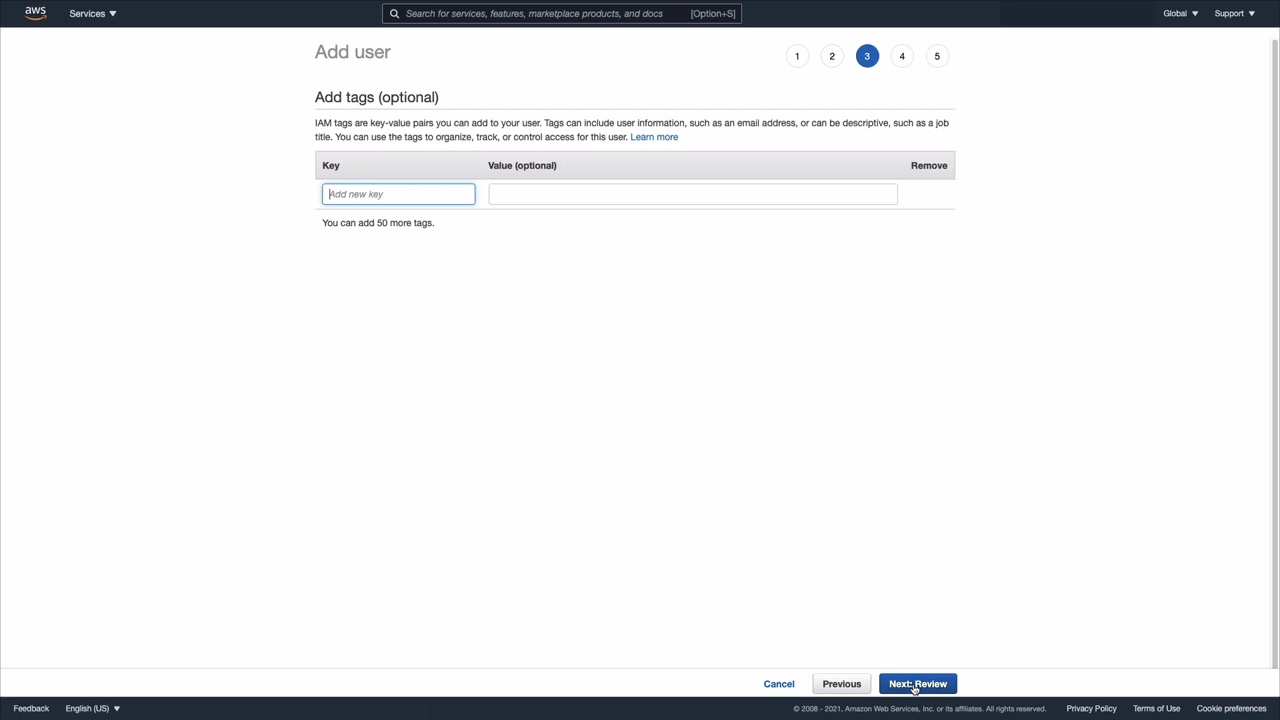 aws
Services
Search for services, features, marketplace products, and docs [Option+S]
Global
Support
Add user
1 2 3 4 5
Add tags (optional)
IAM tags are key-value pairs you can add to your user. Tags can include user information, such as an email address, or can be descriptive, such as a job
title. You can use the tags to organize, track, or control access for this user. Learn more
Key Value (optional) Remove
Add new key
You can add 50 more tags.
Cancel Previous Next: Review
Feedback English (US) © 2008 - 2021, Amazon Web Services, Inc. or its affiliates. All rights reserved. Privacy Policy Terms of Use Cookie preferences